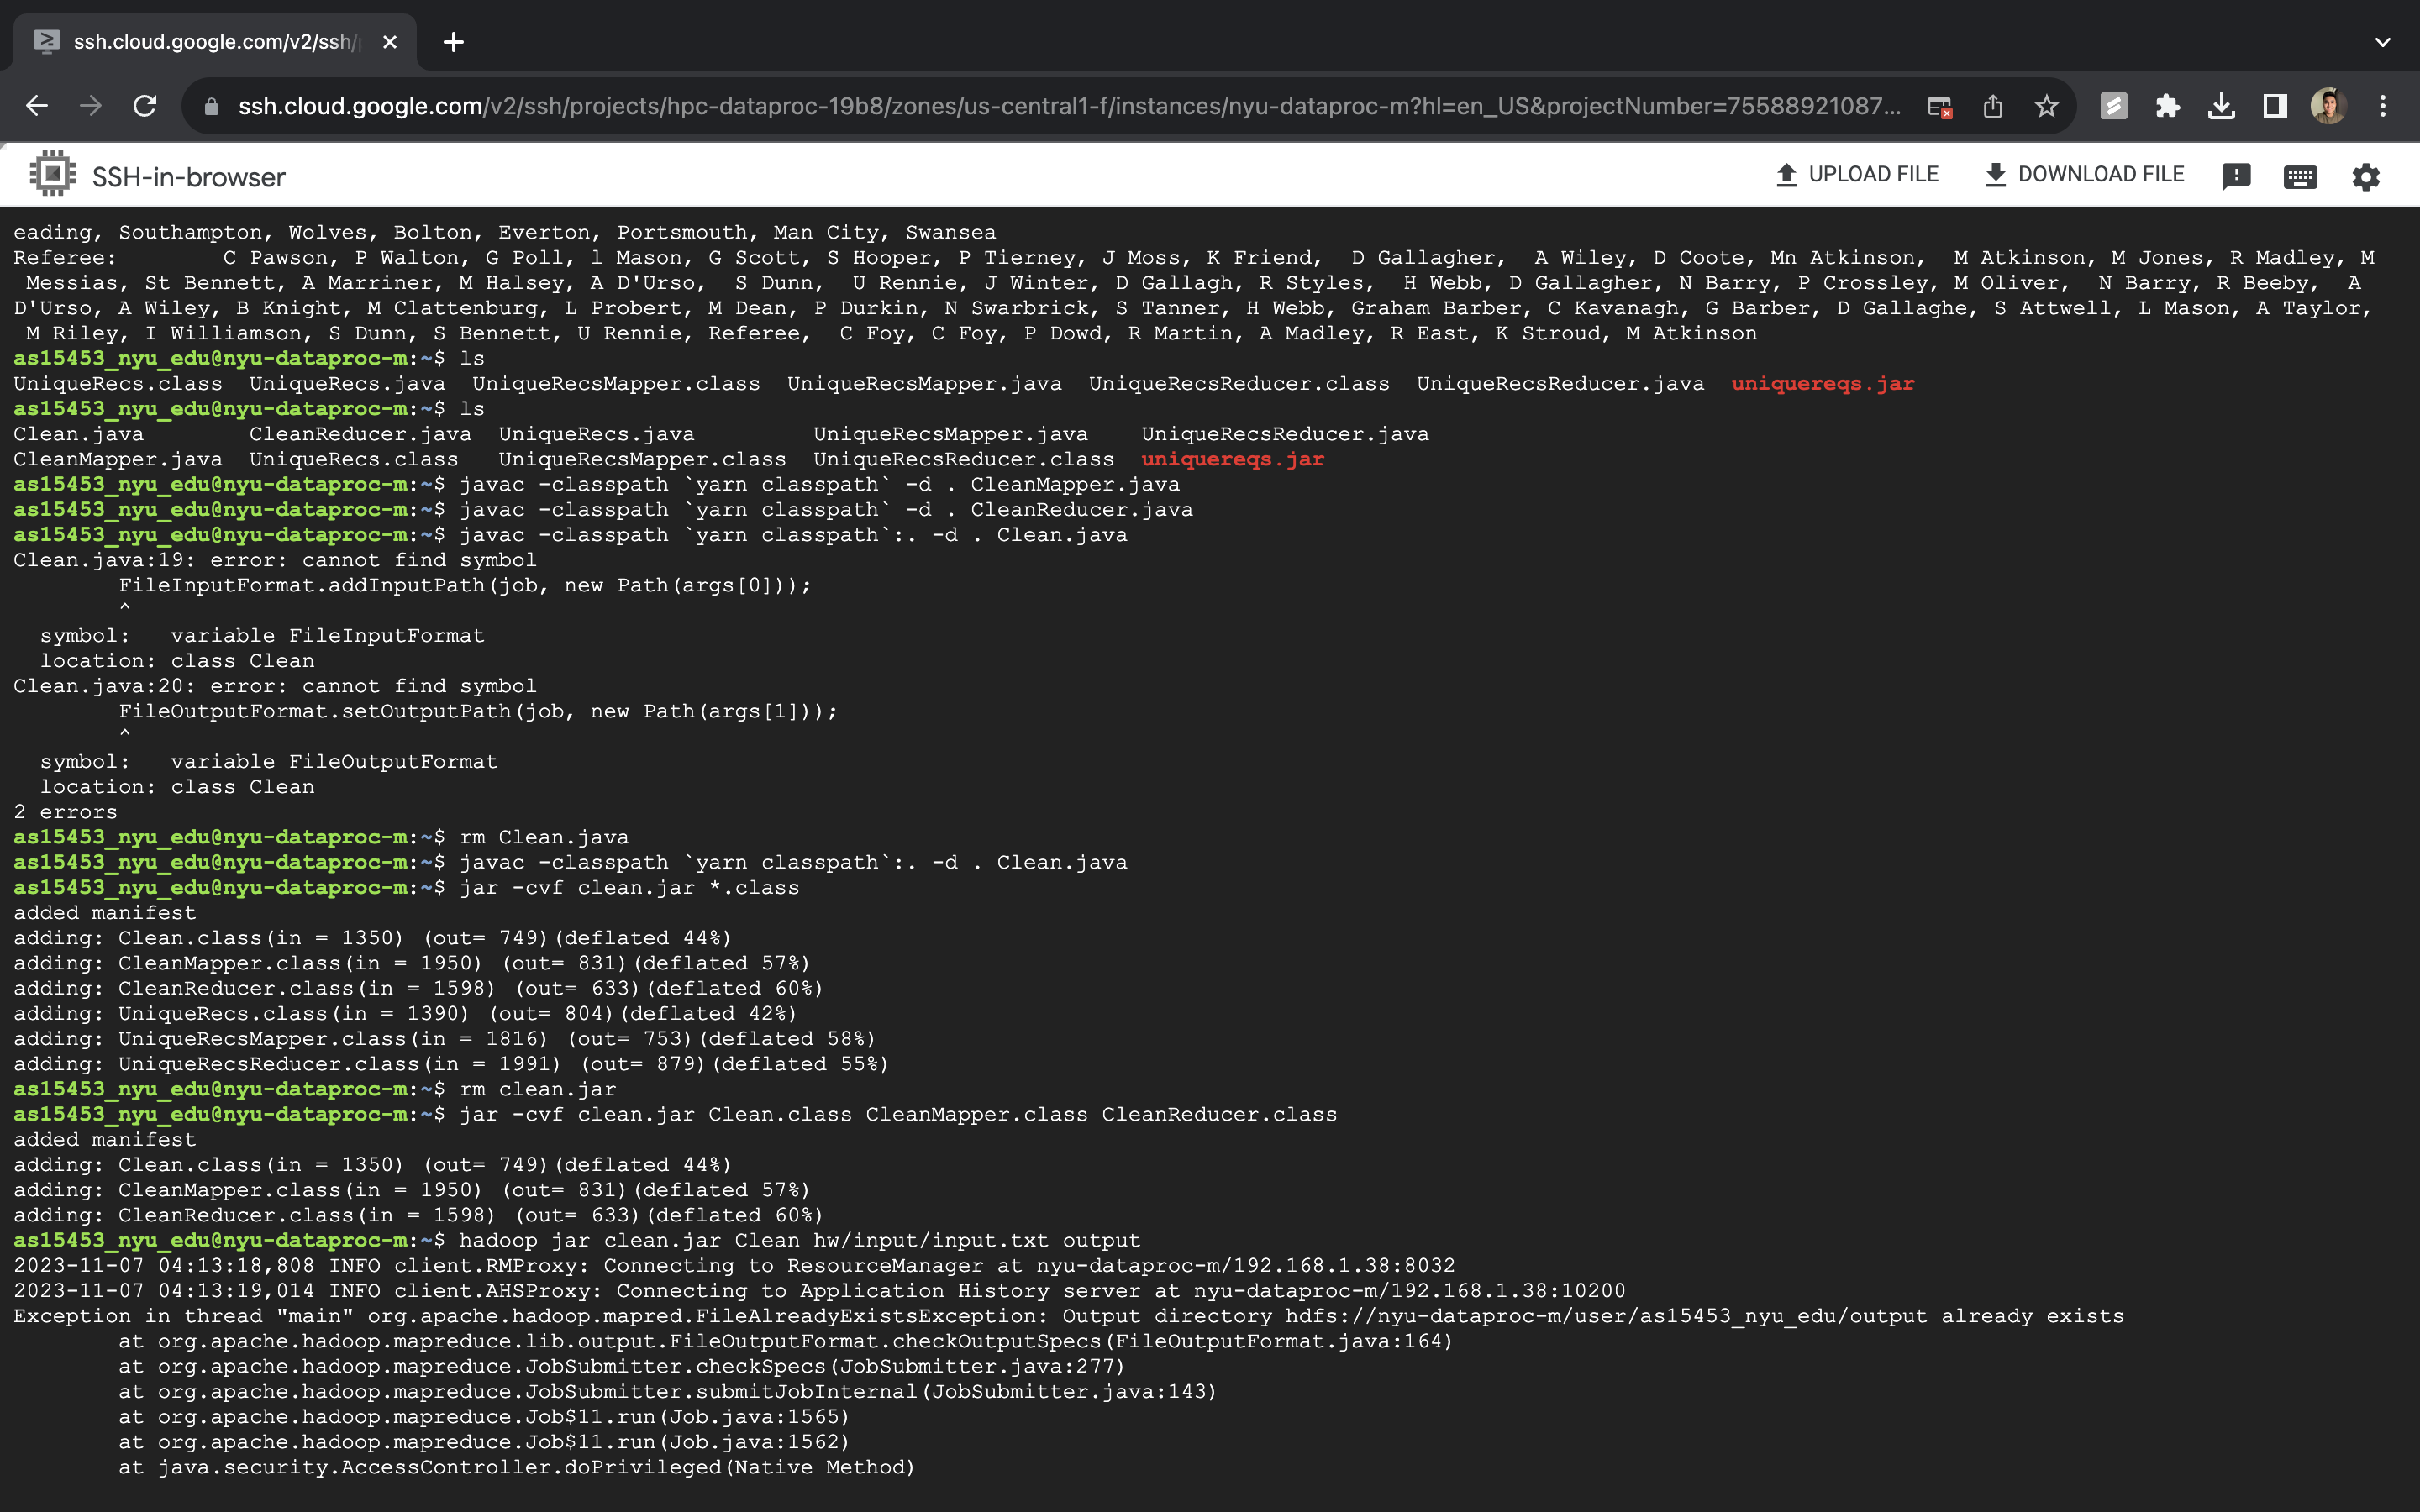 ssh.cloud.google.com/v2/ssh/
ssh.cloud.google.com/v2/ssh/projects/hpc-dataproc-19b8/zones/us-central1-f/instances/nyu-dataproc-m?hl=en_US&projectNumber=75588921087...
SSH-in-browser
UPLOAD FILE
DOWNLOAD FILE
eading, Southampton, Wolves, Bolton, Everton, Portsmouth, Man City, Swansea
Referee:        C Pawson, P Walton, G Poll, l Mason, G Scott, S Hooper, P Tierney, J Moss, K Friend,  D Gallagher,  A Wiley, D Coote, Mn Atkinson,  M Atkinson, M Jones, R Madley, M
 Messias, St Bennett, A Marriner, M Halsey, A D'Urso,  S Dunn,  U Rennie, J Winter, D Gallagh, R Styles,  H Webb, D Gallagher, N Barry, P Crossley, M Oliver,  N Barry, R Beeby,  A
D'Urso, A Wiley, B Knight, M Clattenburg, L Probert, M Dean, P Durkin, N Swarbrick, S Tanner, H Webb, Graham Barber, C Kavanagh, G Barber, D Gallaghe, S Attwell, L Mason, A Taylor,
 M Riley, I Williamson, S Dunn, S Bennett, U Rennie, Referee,  C Foy, C Foy, P Dowd, R Martin, A Madley, R East, K Stroud, M Atkinson
as15453_nyu_edu@nyu-dataproc-m:~$ ls
UniqueRecs.class  UniqueRecs.java  UniqueRecsMapper.class  UniqueRecsMapper.java  UniqueRecsReducer.class  UniqueRecsReducer.java  uniquereqs.jar
as15453_nyu_edu@nyu-dataproc-m:~$ ls
Clean.java        CleanReducer.java  UniqueRecs.java         UniqueRecsMapper.java    UniqueRecsReducer.java
CleanMapper.java  UniqueRecs.class   UniqueRecsMapper.class  UniqueRecsReducer.class  uniquereqs.jar
as15453_nyu_edu@nyu-dataproc-m:~$ javac -classpath `yarn classpath` -d . CleanMapper.java
as15453_nyu_edu@nyu-dataproc-m:~$ javac -classpath `yarn classpath` -d . CleanReducer.java
as15453_nyu_edu@nyu-dataproc-m:~$ javac -classpath `yarn classpath`:. -d . Clean.java
Clean.java:19: error: cannot find symbol
        FileInputFormat.addInputPath(job, new Path(args[0]));
        ^
  symbol:   variable FileInputFormat
  location: class Clean
Clean.java:20: error: cannot find symbol
        FileOutputFormat.setOutputPath(job, new Path(args[1]));
        ^
  symbol:   variable FileOutputFormat
  location: class Clean
2 errors
as15453_nyu_edu@nyu-dataproc-m:~$ rm Clean.java
as15453_nyu_edu@nyu-dataproc-m:~$ javac -classpath `yarn classpath`:. -d . Clean.java
as15453_nyu_edu@nyu-dataproc-m:~$ jar -cvf clean.jar *.class
added manifest
adding: Clean.class(in = 1350) (out= 749)(deflated 44%)
adding: CleanMapper.class(in = 1950) (out= 831)(deflated 57%)
adding: CleanReducer.class(in = 1598) (out= 633)(deflated 60%)
adding: UniqueRecs.class(in = 1390) (out= 804)(deflated 42%)
adding: UniqueRecsMapper.class(in = 1816) (out= 753)(deflated 58%)
adding: UniqueRecsReducer.class(in = 1991) (out= 879)(deflated 55%)
as15453_nyu_edu@nyu-dataproc-m:~$ rm clean.jar
as15453_nyu_edu@nyu-dataproc-m:~$ jar -cvf clean.jar Clean.class CleanMapper.class CleanReducer.class
added manifest
adding: Clean.class(in = 1350) (out= 749)(deflated 44%)
adding: CleanMapper.class(in = 1950) (out= 831)(deflated 57%)
adding: CleanReducer.class(in = 1598) (out= 633)(deflated 60%)
as15453_nyu_edu@nyu-dataproc-m:~$ hadoop jar clean.jar Clean hw/input/input.txt output
2023-11-07 04:13:18,808 INFO client.RMProxy: Connecting to ResourceManager at nyu-dataproc-m/192.168.1.38:8032
2023-11-07 04:13:19,014 INFO client.AHSProxy: Connecting to Application History server at nyu-dataproc-m/192.168.1.38:10200
Exception in thread "main" org.apache.hadoop.mapred.FileAlreadyExistsException: Output directory hdfs://nyu-dataproc-m/user/as15453_nyu_edu/output already exists
        at org.apache.hadoop.mapreduce.lib.output.FileOutputFormat.checkOutputSpecs(FileOutputFormat.java:164)
        at org.apache.hadoop.mapreduce.JobSubmitter.checkSpecs(JobSubmitter.java:277)
        at org.apache.hadoop.mapreduce.JobSubmitter.submitJobInternal(JobSubmitter.java:143)
        at org.apache.hadoop.mapreduce.Job$11.run(Job.java:1565)
        at org.apache.hadoop.mapreduce.Job$11.run(Job.java:1562)
        at java.security.AccessController.doPrivileged(Native Method)